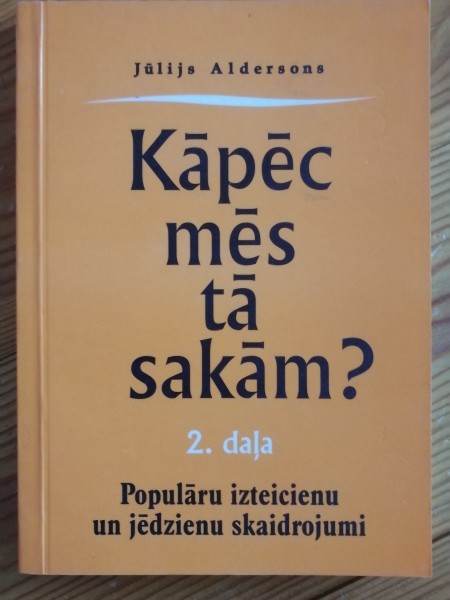 Jūlijs Aldersons
Kāpēc
mēs
tā
sakām?
2. daļa
Populāru izteicienu
un jēdzienu skaidrojumi